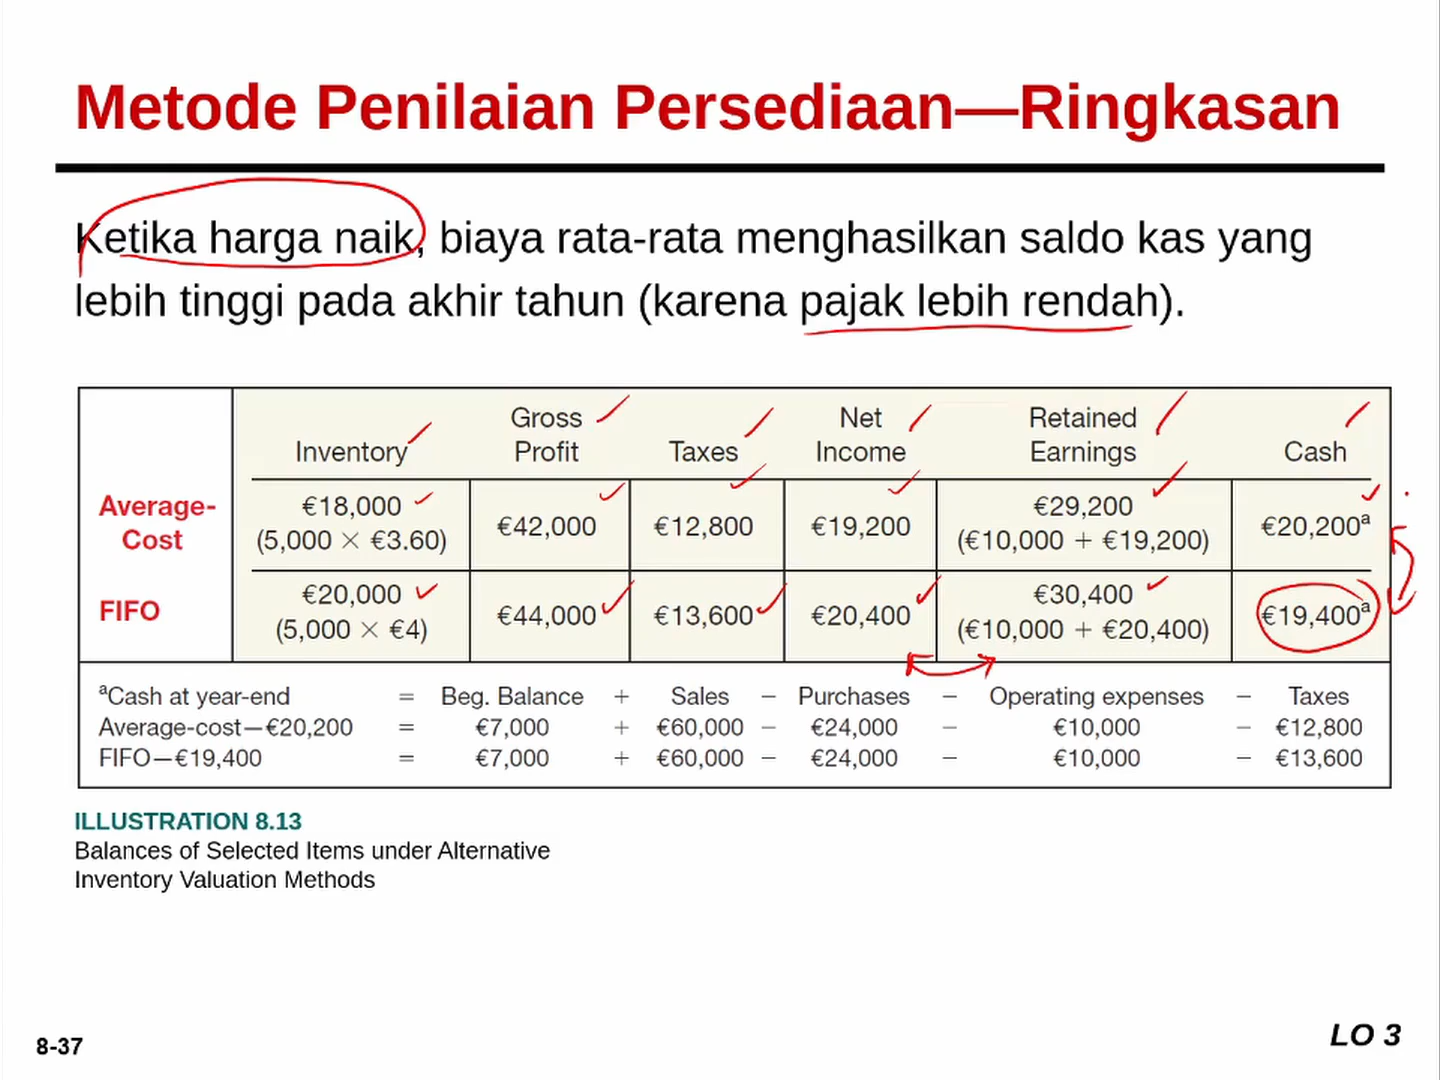 Metode Penilaian Persediaan—Ringkasan
Ketika harga naik, biaya rata-rata menghasilkan saldo kas yang
lebih tinggi pada akhir tahun (karena pajak lebih rendah).
Inventory Gross Profit Taxes Net Income Retained Earnings Cash
Average-Cost €18,000 (5,000 × €3.60) €42,000 €12,800 €19,200 €29,200 (€10,000 + €19,200) €20,200ᵃ
FIFO €20,000 (5,000 × €4) €44,000 €13,600 €20,400 €30,400 (€10,000 + €20,400) €19,400ᵃ
ᵃCash at year-end = Beg. Balance + Sales − Purchases − Operating expenses − Taxes
Average-cost—€20,200 = €7,000 + €60,000 − €24,000 − €10,000 − €12,800
FIFO—€19,400 = €7,000 + €60,000 − €24,000 − €10,000 − €13,600
ILLUSTRATION 8.13
Balances of Selected Items under Alternative
Inventory Valuation Methods
8-37
LO 3